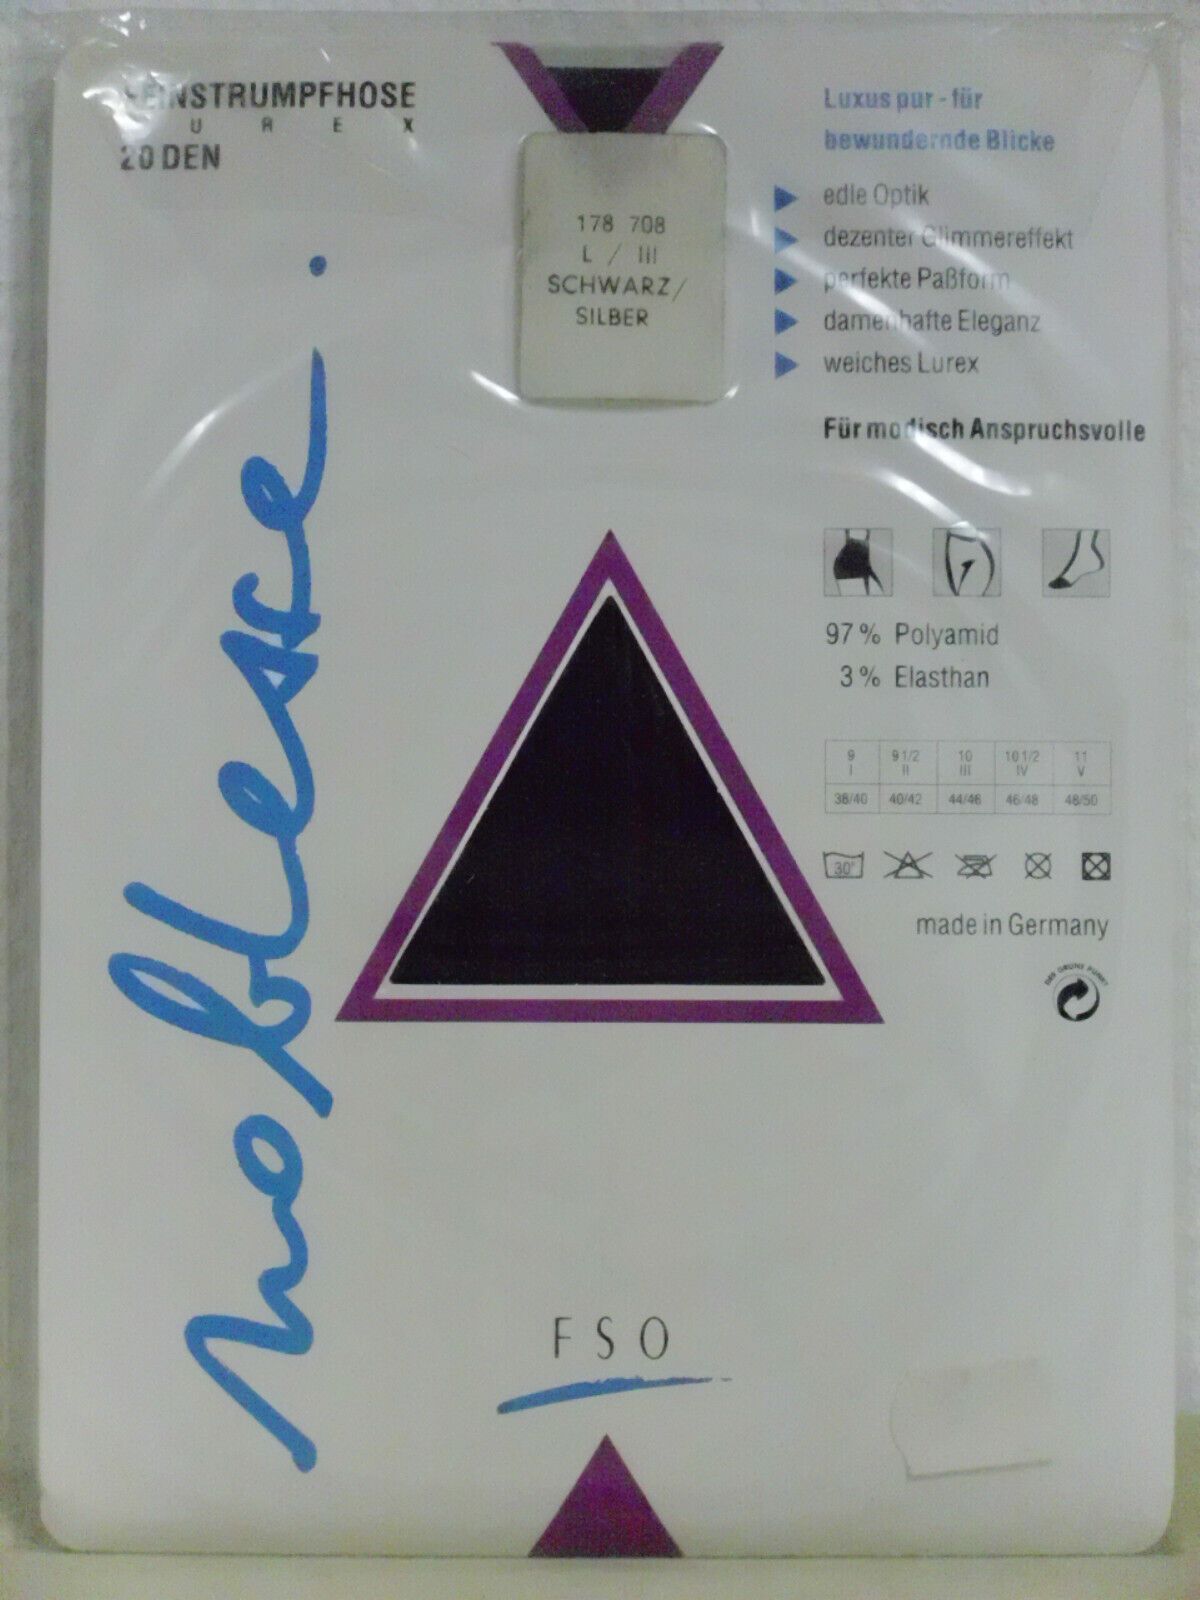 FEINSTRUMPFHOSE
LUREX
20 DEN
178 708
L / III
SCHWARZ/
SILBER
Luxus pur - für
bewundernde Blicke
edle Optik
dezenter Glimmereffekt
perfekte Paßform
damenhafte Eleganz
weiches Lurex
Für modisch Anspruchsvolle
97 % Polyamid
3 % Elasthan
9 9 1/2 10 10 1/2 11
I II III IV V
38/40 40/42 44/46 46/48 48/50
30°
made in Germany
DER GRÜNE PUNKT
noblesse.
FSO